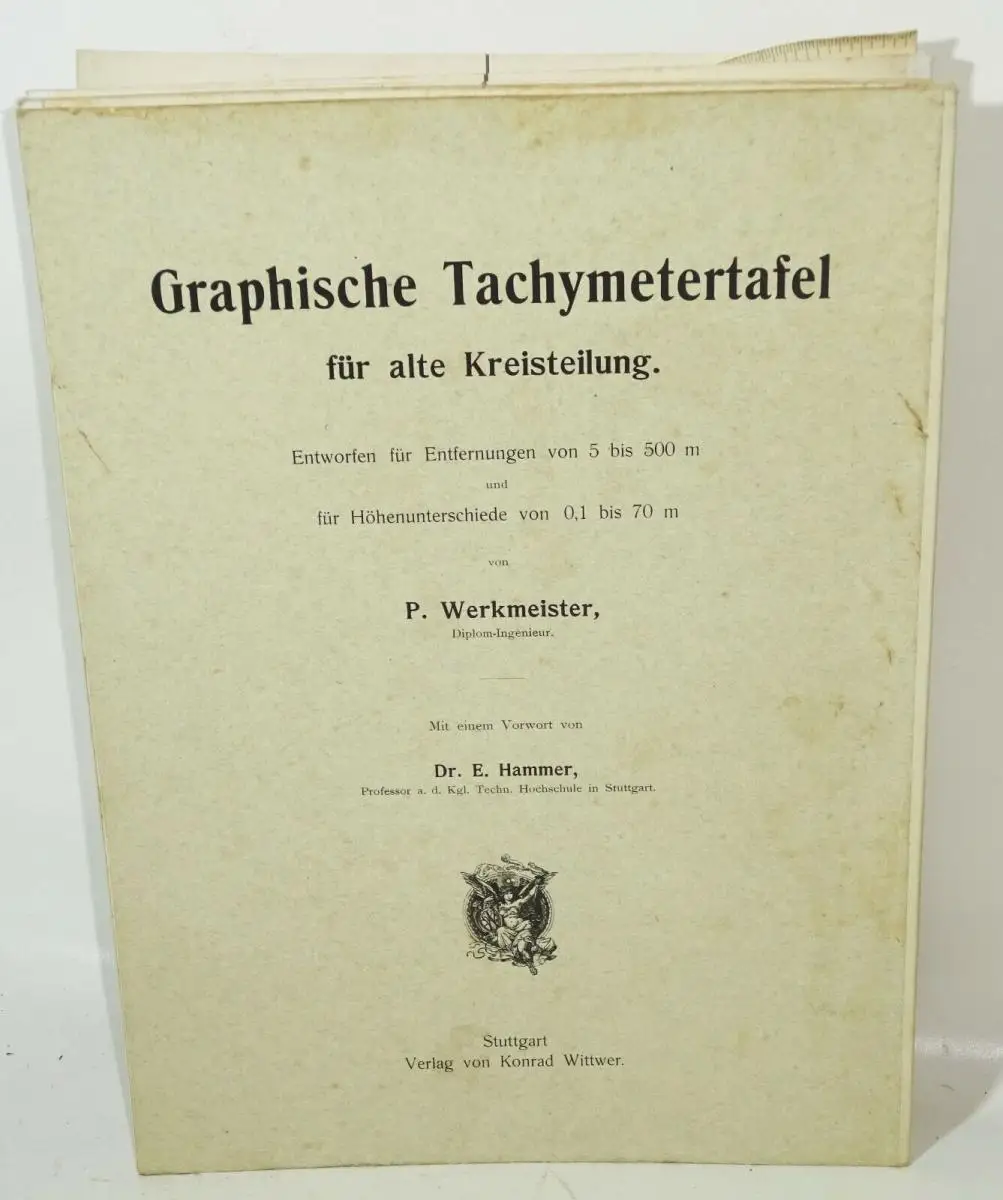 Graphische Tachymetertafel
für alte Kreisteilung.
Entworfen für Entfernungen von 5 bis 500 m
und
für Höhenunterschiede von 0,1 bis 70 m
von
P. Werkmeister,
Diplom-Ingenieur.
Mit einem Vorwort von
Dr. E. Hammer,
Professor a. d. Kgl. Techn. Hochschule in Stuttgart.
Stuttgart
Verlag von Konrad Wittwer.